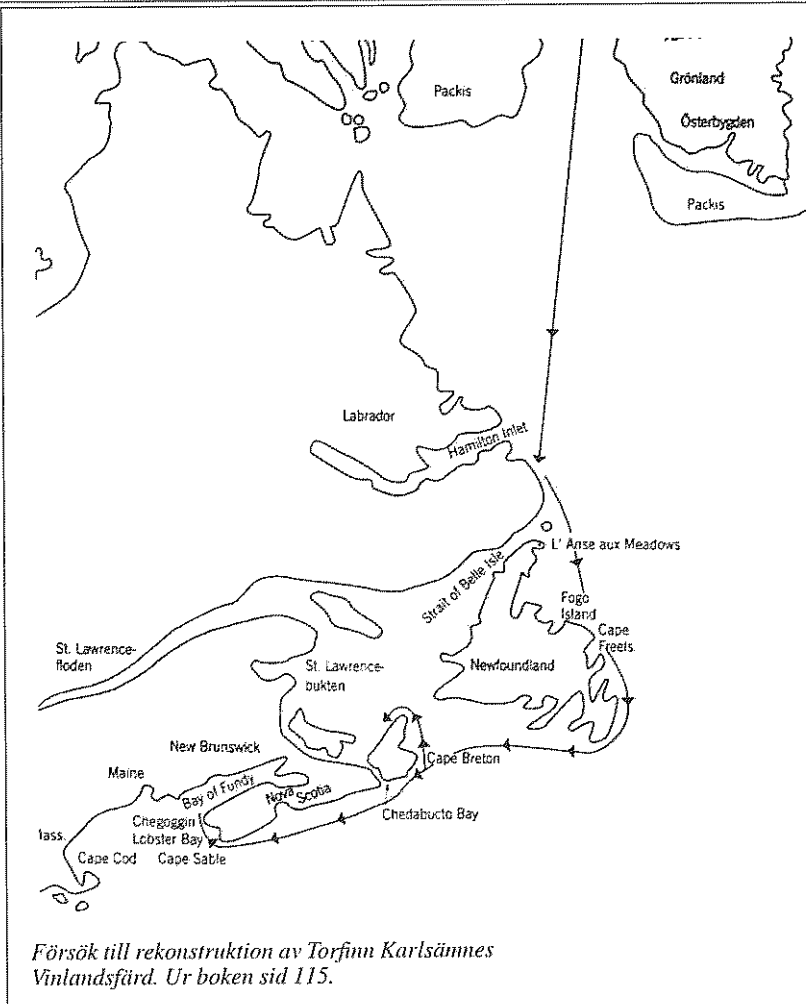 Packis
Grönland
Österbygden
Packis
Labrador
Hamilton Inlet
L' Anse aux Meadows
Strait of Belle Isle
Fogo
Island
Cape
Freels
St. Lawrence-
floden
St. Lawrence-
bukten
Newfoundland
New Brunswick
Cape Breton
Maine
Bay of Fundy
Nova Scotia
Chegoggin
Lobster Bay
Chedabucto Bay
lass.
Cape Cod
Cape Sable
Försök till rekonstruktion av Torfinn Karlsämnes
Vinlandsfärd. Ur boken sid 115.